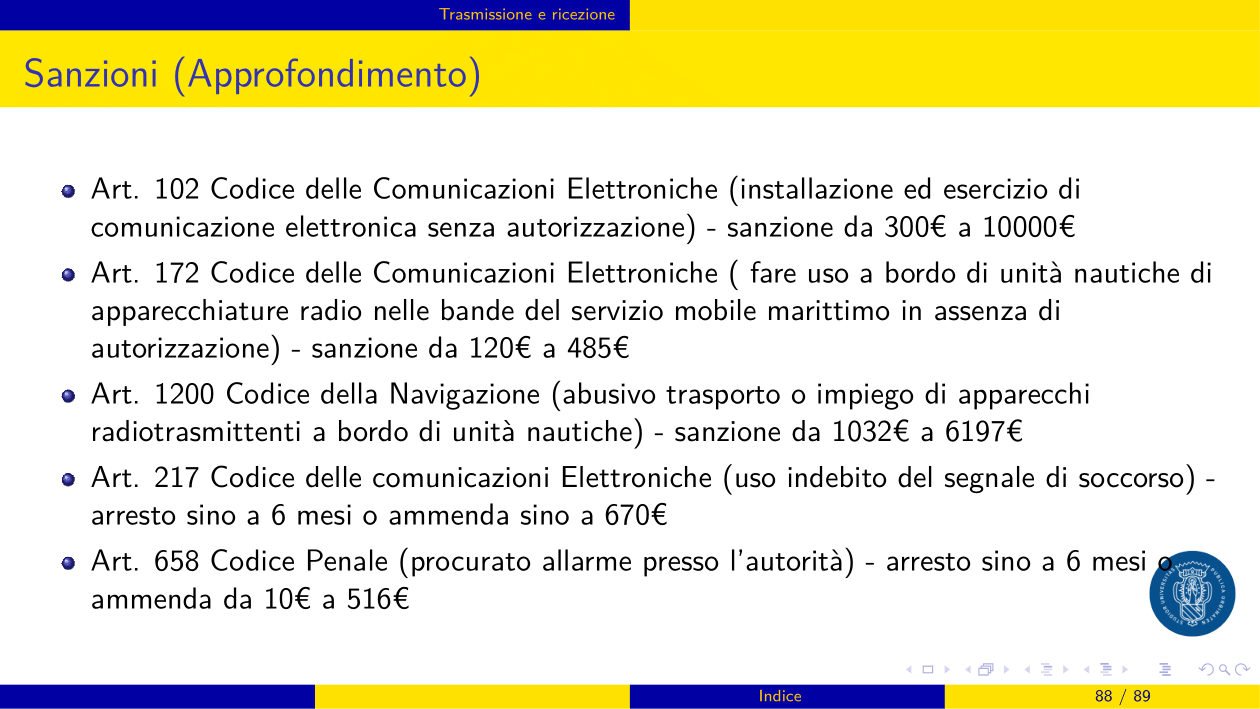 Trasmissione e ricezione
Sanzioni (Approfondimento)
Art. 102 Codice delle Comunicazioni Elettroniche (installazione ed esercizio di
comunicazione elettronica senza autorizzazione) - sanzione da 300€ a 10000€
Art. 172 Codice delle Comunicazioni Elettroniche ( fare uso a bordo di unità nautiche di
apparecchiature radio nelle bande del servizio mobile marittimo in assenza di
autorizzazione) - sanzione da 120€ a 485€
Art. 1200 Codice della Navigazione (abusivo trasporto o impiego di apparecchi
radiotrasmittenti a bordo di unità nautiche) - sanzione da 1032€ a 6197€
Art. 217 Codice delle comunicazioni Elettroniche (uso indebito del segnale di soccorso) -
arresto sino a 6 mesi o ammenda sino a 670€
Art. 658 Codice Penale (procurato allarme presso l'autorità) - arresto sino a 6 mesi o
ammenda da 10€ a 516€
Indice
88 / 89